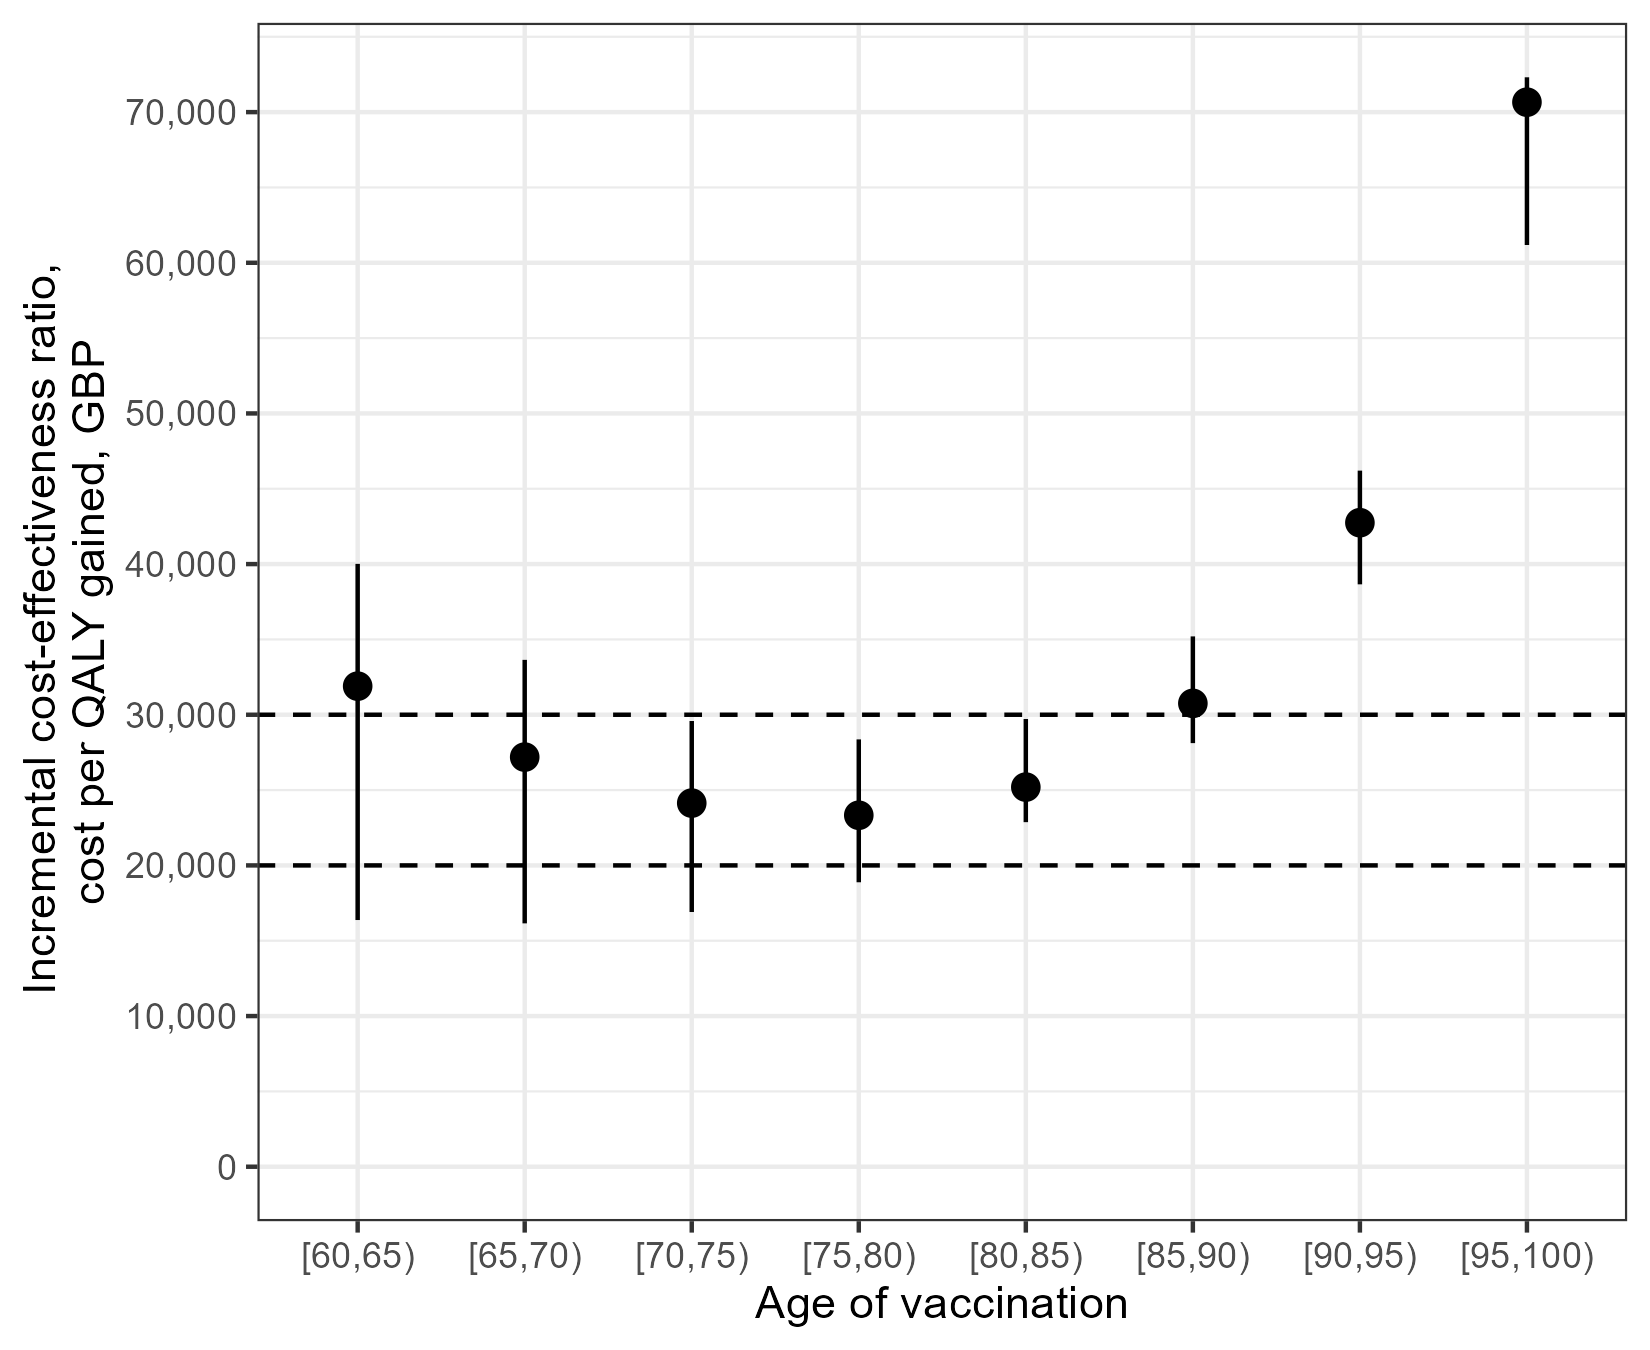 Incremental cost-effectiveness ratio,
cost per QALY gained, GBP
70,000
60,000
50,000
40,000
30,000
20,000
10,000
0
[60,65) [65,70) [70,75) [75,80) [80,85) [85,90) [90,95) [95,100)
Age of vaccination